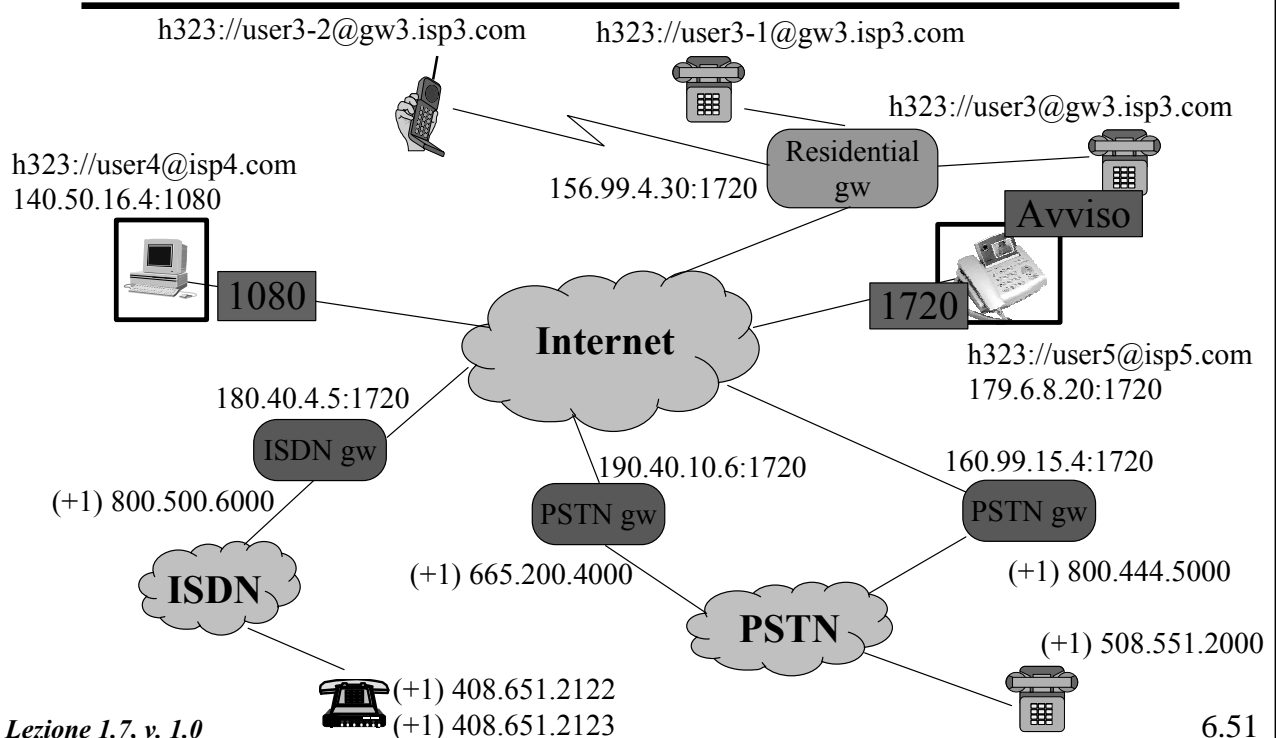 h323://user3-2@gw3.isp3.com
h323://user3-1@gw3.isp3.com
h323://user3@gw3.isp3.com
Residential
gw
156.99.4.30:1720
h323://user4@isp4.com
140.50.16.4:1080
Avviso
1080
1720
Internet
h323://user5@isp5.com
179.6.8.20:1720
180.40.4.5:1720
ISDN gw
190.40.10.6:1720
160.99.15.4:1720
(+1) 800.500.6000
PSTN gw
PSTN gw
(+1) 665.200.4000
(+1) 800.444.5000
ISDN
PSTN
(+1) 508.551.2000
(+1) 408.651.2122
(+1) 408.651.2123
Lezione 1.7, v. 1.0
6.51